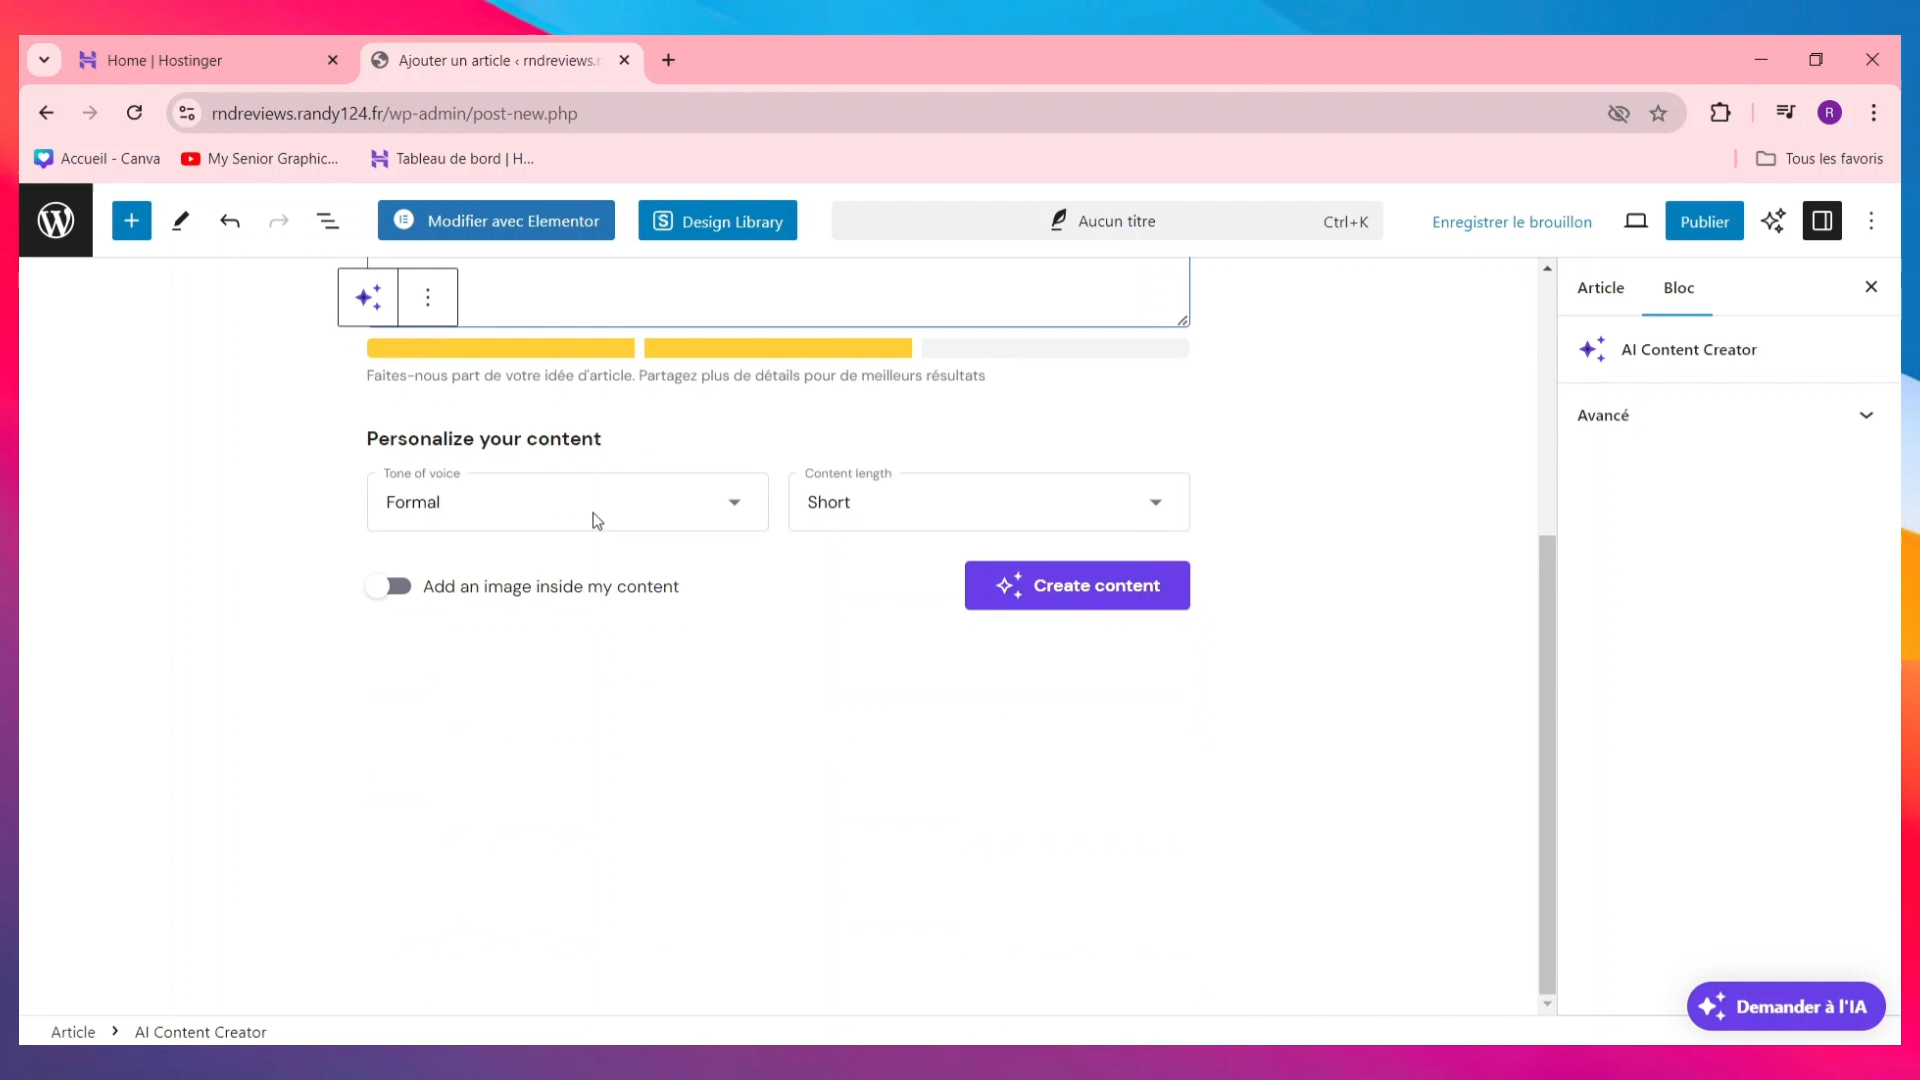 Home | Hostinger
Ajouter un article ‹ rndreviews.r
rndreviews.randy124.fr/wp-admin/post-new.php
R
Accueil - Canva
My Senior Graphic...
Tableau de bord | H...
Tous les favoris
Modifier avec Elementor
S Design Library
Aucun titre
Ctrl+K
Enregistrer le brouillon
Publier
Article
Bloc
AI Content Creator
Avancé
Faites-nous part de votre idée d'article. Partagez plus de détails pour de meilleurs résultats
Personalize your content
Tone of voice
Formal
Content length
Short
Add an image inside my content
Create content
Demander à l'IA
Article > AI Content Creator